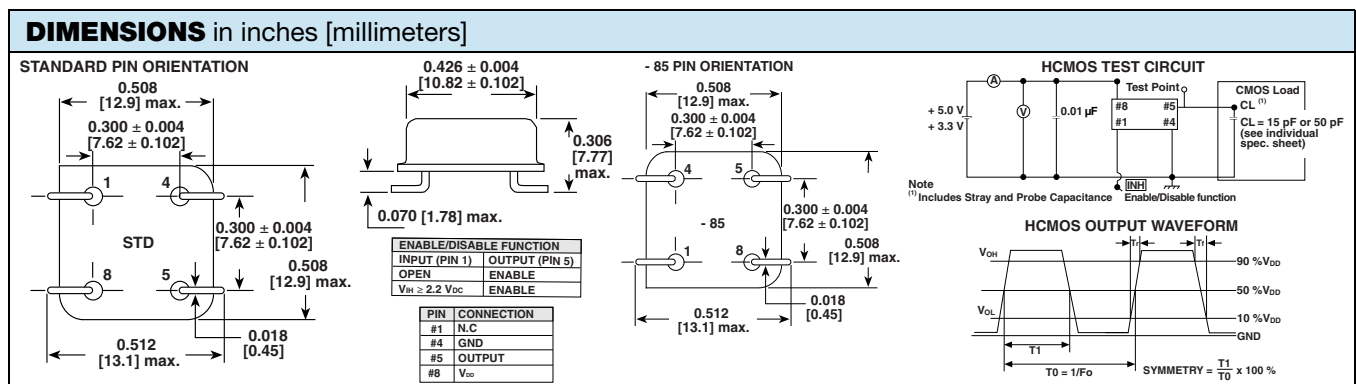 DIMENSIONS in inches [millimeters]
STANDARD PIN ORIENTATION
0.508
[12.9] max.
0.300 ± 0.004
[7.62 ± 0.102]
1
4
STD
8
5
0.300 ± 0.004
[7.62 ± 0.102]
0.508
[12.9] max.
0.018
[0.45]
0.512
[13.1] max.
0.426 ± 0.004
[10.82 ± 0.102]
0.306
[7.77]
max.
0.070 [1.78] max.
ENABLE/DISABLE FUNCTION
INPUT (PIN 1) OUTPUT (PIN 5)
OPEN ENABLE
VIH ≥ 2.2 VDC ENABLE
PIN CONNECTION
#1 N.C
#4 GND
#5 OUTPUT
#8 VDD
- 85 PIN ORIENTATION
0.508
[12.9] max.
0.300 ± 0.004
[7.62 ± 0.102]
4
5
- 85
1
8
0.300 ± 0.004
[7.62 ± 0.102]
0.508
[12.9] max.
0.018
[0.45]
0.512
[13.1] max.
HCMOS TEST CIRCUIT
A
Test Point
CMOS Load
+ 5.0 V
+ 3.3 V
V
0.01 µF
#8 #5
#1 #4
CL (1)
CL = 15 pF or 50 pF
(see individual
spec. sheet)
Note
(1) Includes Stray and Probe Capacitance
INH
Enable/Disable function
HCMOS OUTPUT WAVEFORM
Tr
Tf
VOH
90 %VDD
50 %VDD
VOL
10 %VDD
GND
T1
T0 = 1/Fo
SYMMETRY = T1/T0 x 100 %